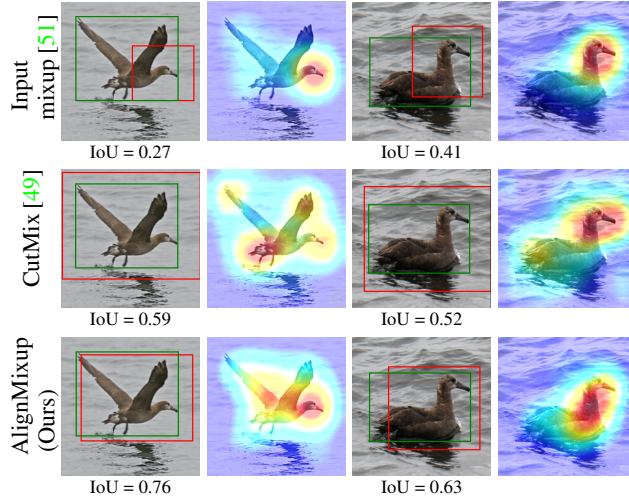 Input
mixup [51]
IoU = 0.27
IoU = 0.41
CutMix [49]
IoU = 0.59
IoU = 0.52
AlignMixup
(Ours)
IoU = 0.76
IoU = 0.63